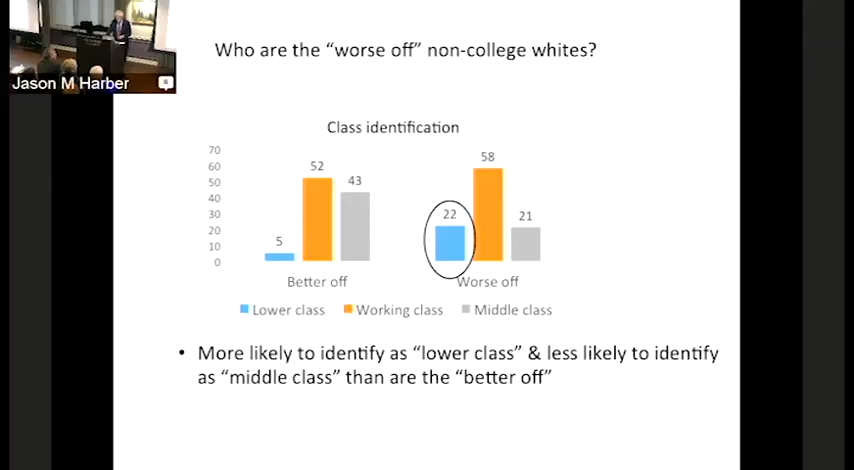 Jason M Harber
Who are the “worse off” non-college whites?
Class identification
70
60
50
40
30
20
10
0
5
52
43
22
58
21
Better off
Worse off
Lower class
Working class
Middle class
• More likely to identify as “lower class” & less likely to identify
as “middle class” than are the “better off”